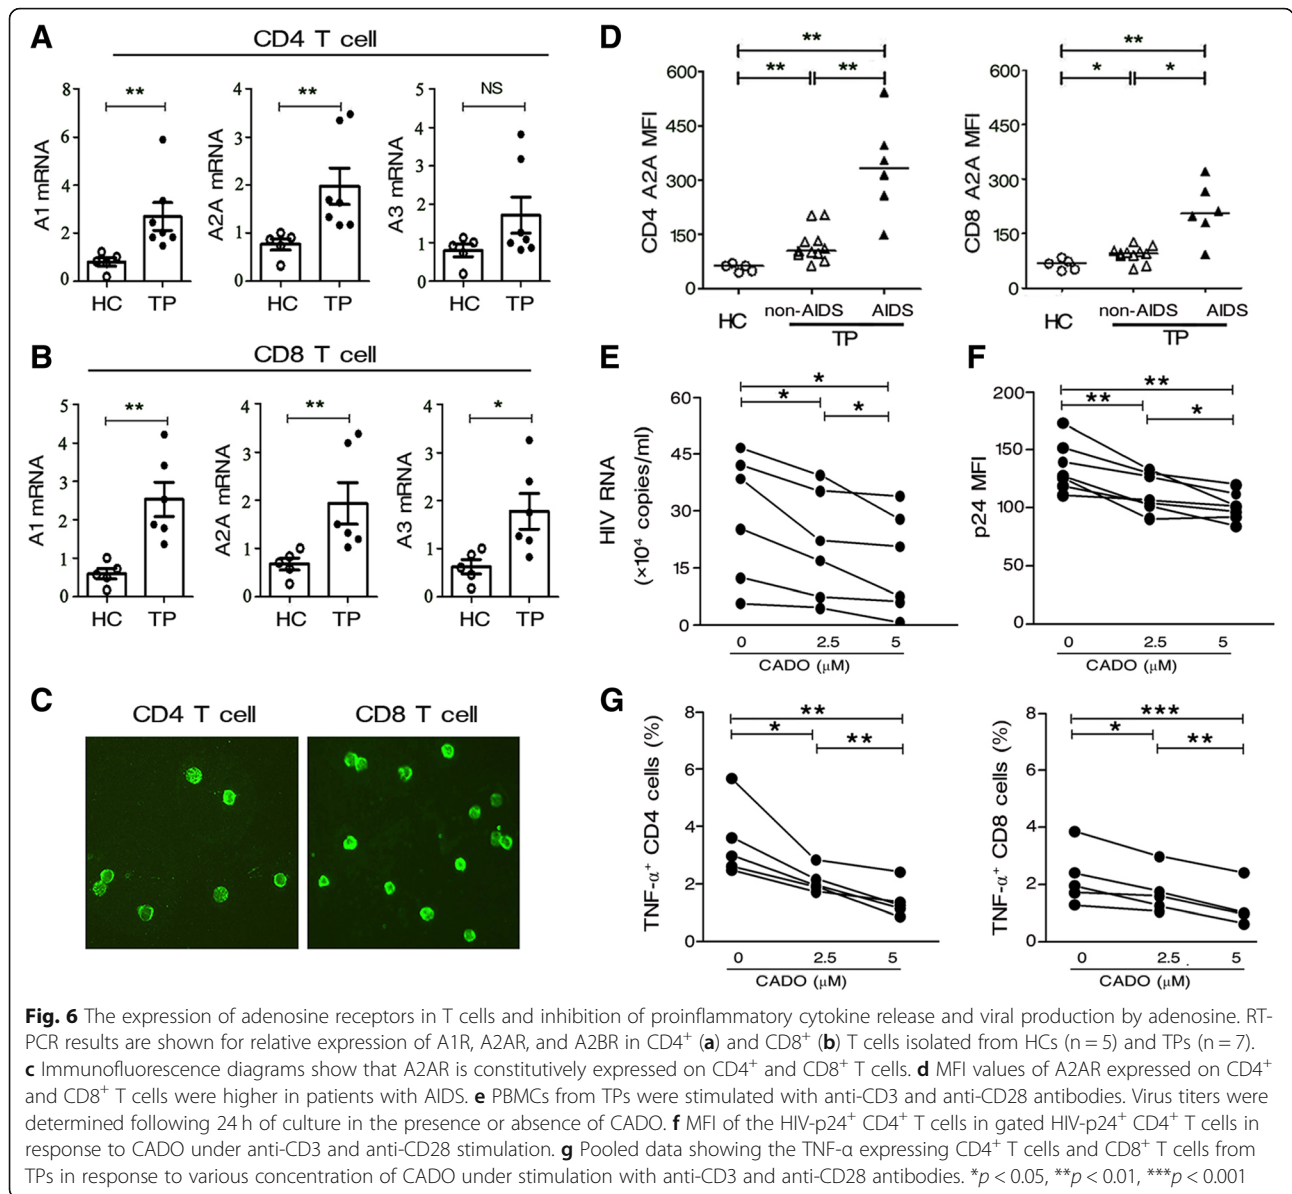 A
CD4 T cell
A1 mRNA
8
6
4
2
0
**
HC TP
A2A mRNA
4
3
2
1
0
**
HC TP
A3 mRNA
5
4
3
2
1
0
NS
HC TP
B
CD8 T cell
A1 mRNA
5
4
3
2
1
0
**
HC TP
A2A mRNA
4
3
2
1
0
**
HC TP
A3 mRNA
4
3
2
1
0
*
HC TP
C
CD4 T cell
CD8 T cell
D
CD4 A2A MFI
600
450
300
150
0
**
** **
HC non-AIDS AIDS
TP
CD8 A2A MFI
600
450
300
150
0
**
* *
HC non-AIDS AIDS
TP
E
HIV RNA
(×10⁴ copies/ml)
60
45
30
15
0
*
*
*
0 2.5 5
CADO (μM)
F
p24 MFI
200
150
100
50
0
**
**
*
0 2.5 5
CADO (μM)
G
TNF-α⁺ CD4 cells (%)
8
6
4
2
0
**
*
**
0 2.5 5
CADO (μM)
TNF-α⁺ CD8 cells (%)
8
6
4
2
0
***
*
**
0 2.5 5
CADO (μM)
Fig. 6 The expression of adenosine receptors in T cells and inhibition of proinflammatory cytokine release and viral production by adenosine. RT-
PCR results are shown for relative expression of A1R, A2AR, and A2BR in CD4⁺ (a) and CD8⁺ (b) T cells isolated from HCs (n = 5) and TPs (n = 7).
c Immunofluorescence diagrams show that A2AR is constitutively expressed on CD4⁺ and CD8⁺ T cells. d MFI values of A2AR expressed on CD4⁺
and CD8⁺ T cells were higher in patients with AIDS. e PBMCs from TPs were stimulated with anti-CD3 and anti-CD28 antibodies. Virus titers were
determined following 24 h of culture in the presence or absence of CADO. f MFI of the HIV-p24⁺ CD4⁺ T cells in gated HIV-p24⁺ CD4⁺ T cells in
response to CADO under anti-CD3 and anti-CD28 stimulation. g Pooled data showing the TNF-α expressing CD4⁺ T cells and CD8⁺ T cells from
TPs in response to various concentration of CADO under stimulation with anti-CD3 and anti-CD28 antibodies. *p < 0.05, **p < 0.01, ***p < 0.001